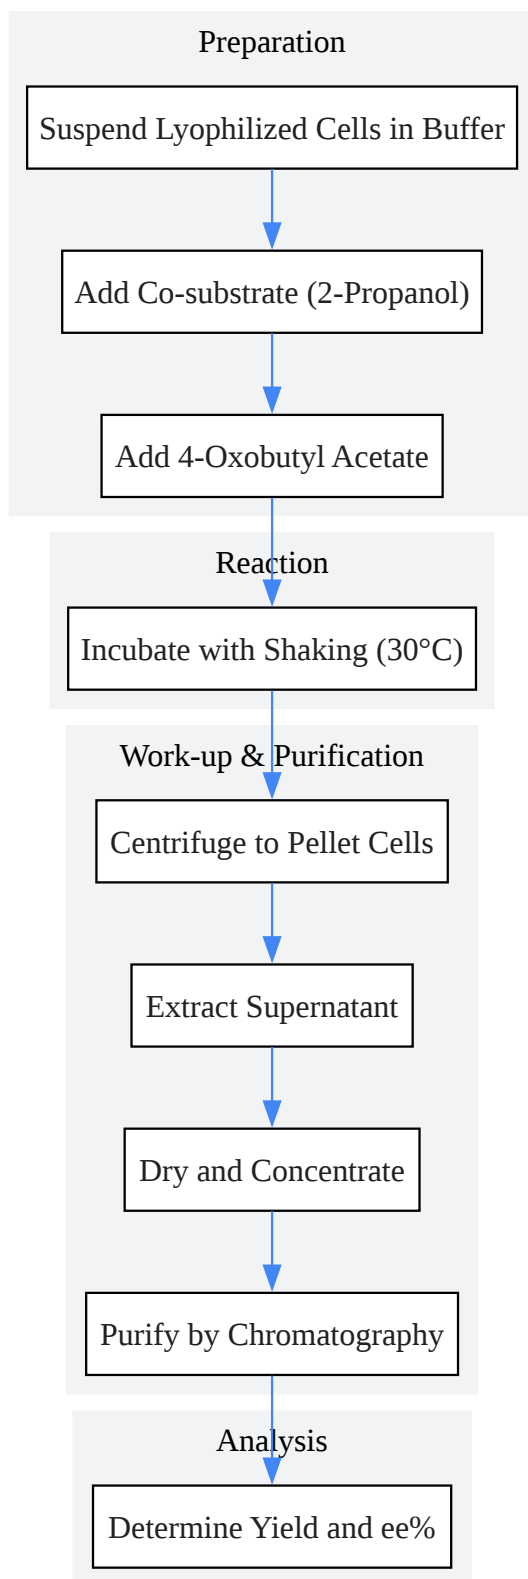 Preparation
Suspend Lyophilized Cells in Buffer
Add Co-substrate (2-Propanol)
Add 4-Oxobutyl Acetate
Reaction
Incubate with Shaking (30°C)
Work-up & Purification
Centrifuge to Pellet Cells
Extract Supernatant
Dry and Concentrate
Purify by Chromatography
Analysis
Determine Yield and ee%